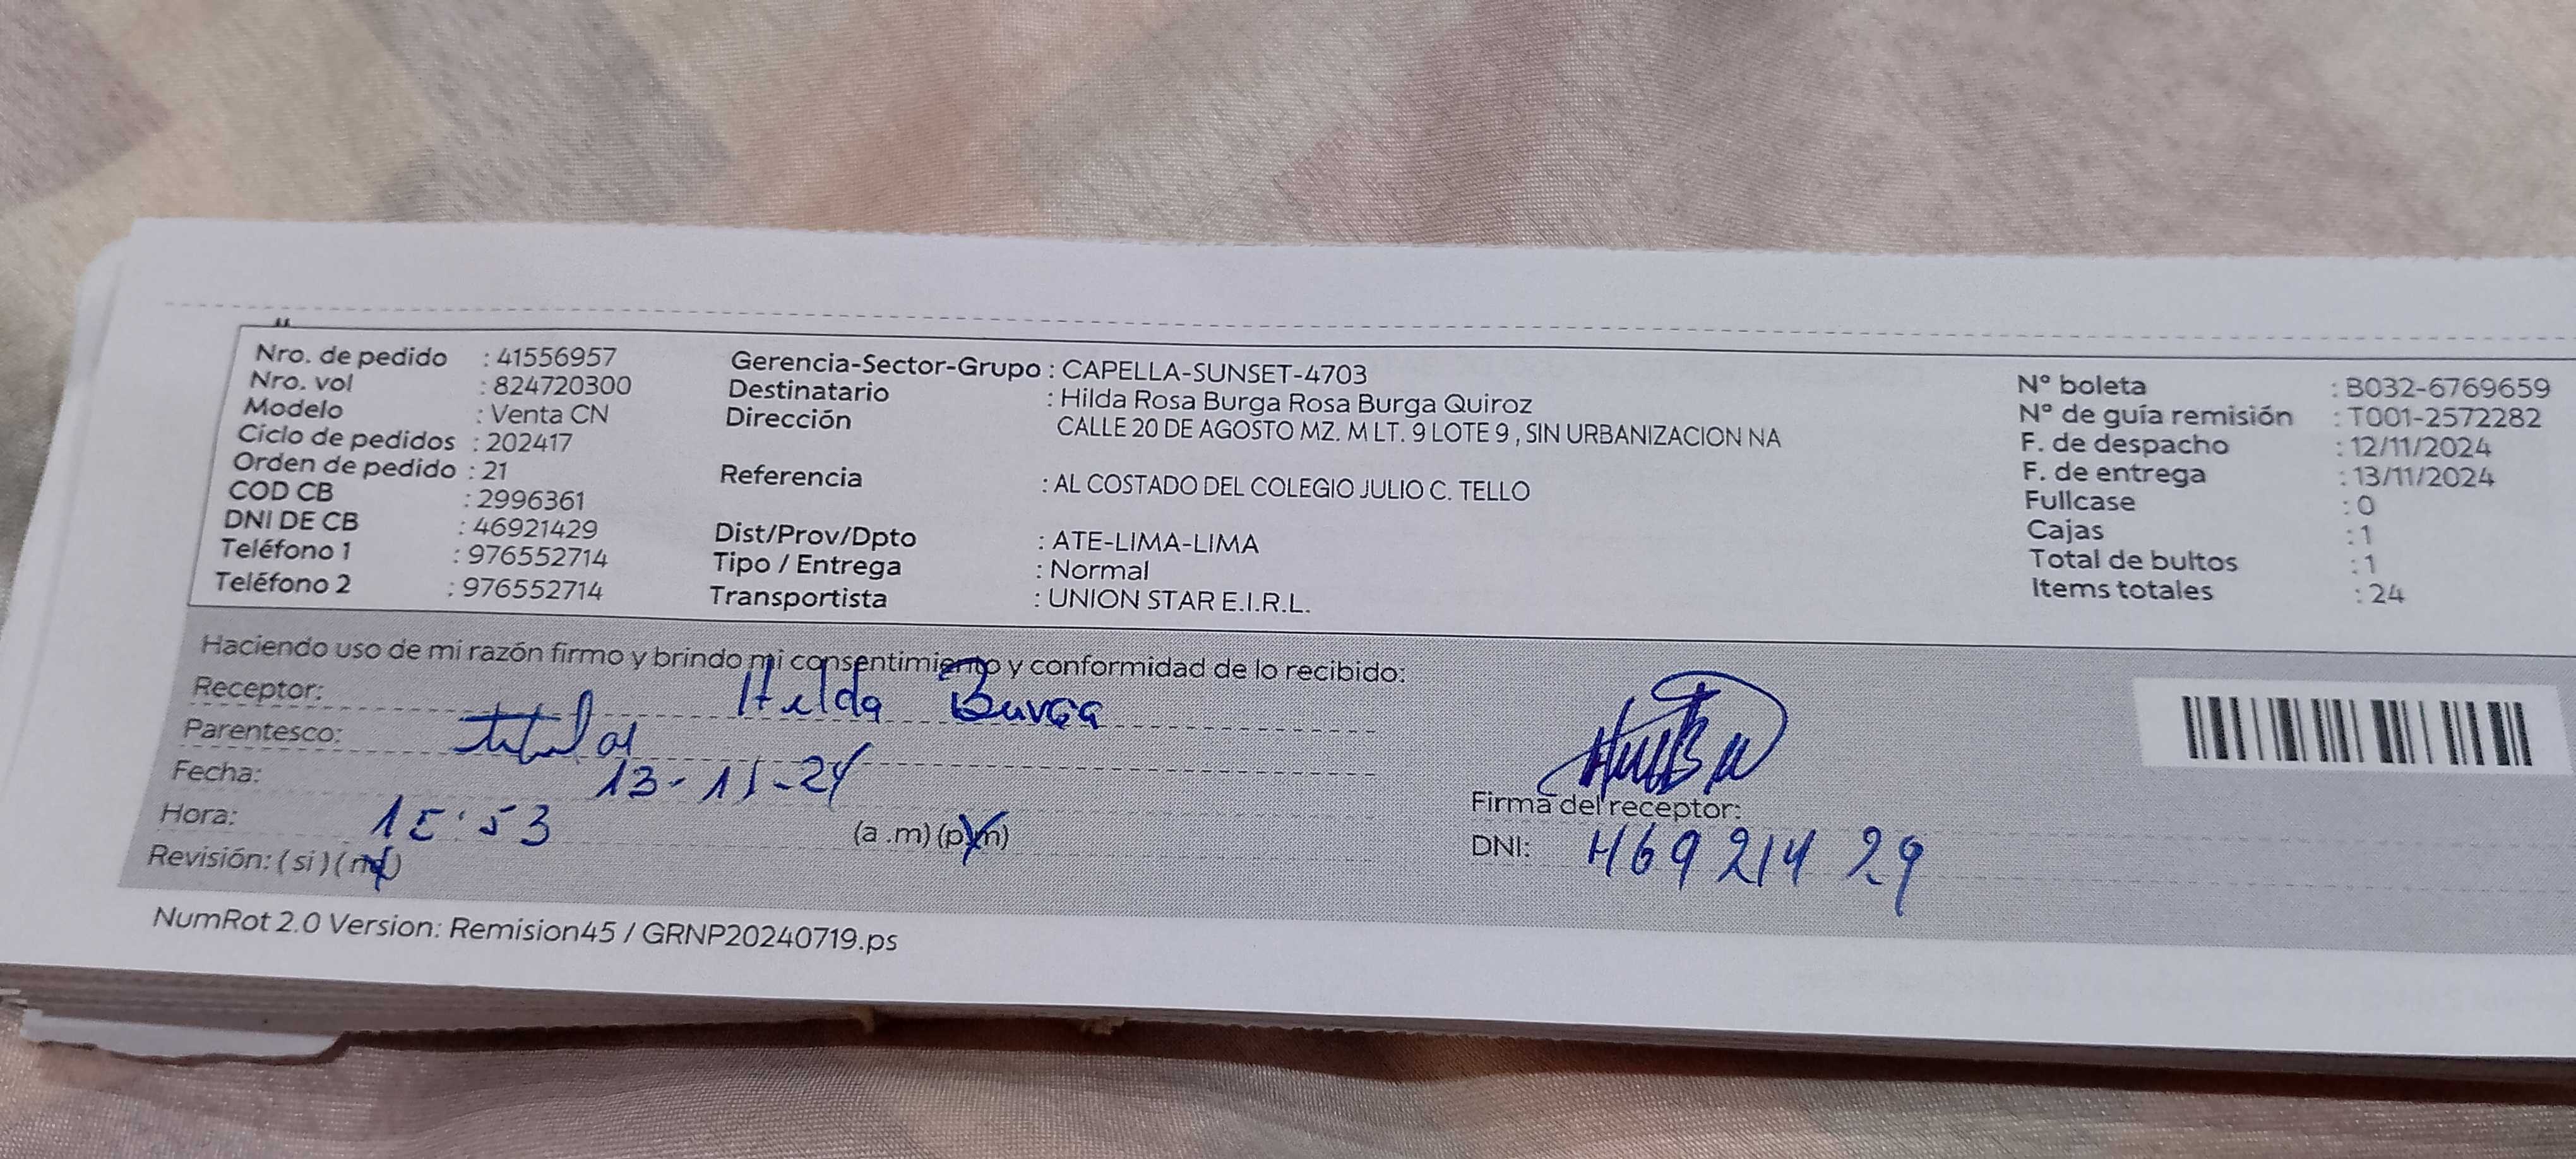 Nro. de pedido : 41556957
Nro. vol : 824720300
Modelo : Venta CN
Ciclo de pedidos : 202417
Orden de pedido : 21
COD CB : 2996361
DNI DE CB : 46921429
Teléfono 1 : 976552714
Teléfono 2 : 976552714
Gerencia-Sector-Grupo : CAPELLA-SUNSET-4703
Destinatario : Hilda Rosa Burga Rosa Burga Quiroz
Dirección CALLE 20 DE AGOSTO MZ. M LT. 9 LOTE 9 , SIN URBANIZACION NA
Referencia : AL COSTADO DEL COLEGIO JULIO C. TELLO
Dist/Prov/Dpto : ATE-LIMA-LIMA
Tipo / Entrega : Normal
Transportista : UNION STAR E.I.R.L.
N° boleta : B032-6769659
N° de guía remisión : T001-2572282
F. de despacho : 12/11/2024
F. de entrega : 13/11/2024
Fullcase : 0
Cajas : 1
Total de bultos : 1
Items totales : 24
Haciendo uso de mi razón firmo y brindo mi consentimiento y conformidad de lo recibido:
Receptor: Hilda Burga
Parentesco: titular
Fecha: 13-11-24
Hora: 15:53 (a .m) (p.m)
Revisión: ( si ) ( no )
Firma del receptor:
DNI: 46921429
NumRot 2.0 Version: Remision45 / GRNP20240719.ps